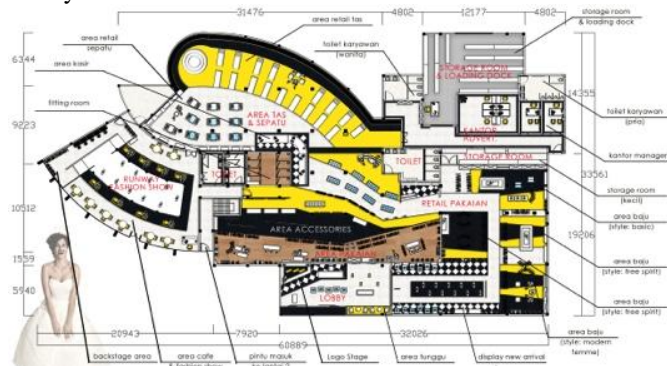 31476
4802
12177
4802
storage room
& loading dock
area retail tas
area retail
sepatu
toilet karyawan
(wanita)
area kasir
fitting room
6344
9223
10512
1559
5940
STORAGE ROOM
& LOADING DOCK
14355
toilet karyawan
(pria)
AREA TAS
& SEPATU
KANTOR
ADVERT.
kantor manager
TOILET
STORAGE ROOM
TOILET
RUNWAY
FASHION SHOW
33561
storage room
(kecil)
RETAIL PAKAIAN
area baju
(style: basic)
19206
AREA ACCESSORIES
AREA PAKAIAN
area baju
(style: free spirit)
LOBBY
area baju
(style: free spirit)
20943
7920
32026
60889
area baju
(style: modern
femme)
backstage area
area cafe
& fashion show
pintu masuk
Logo Stage
area tunggu
display new arrival